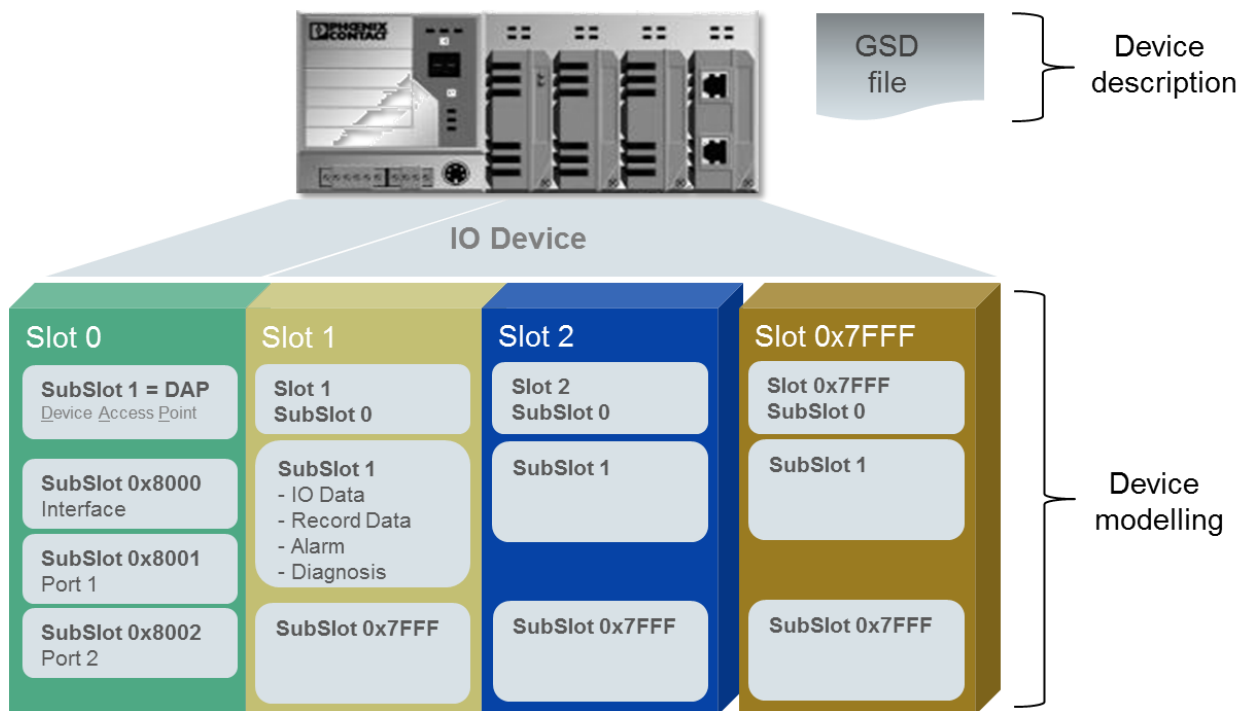 PHŒNIX
CONTACT
GSD
file
Device
description
IO Device
Slot 0
SubSlot 1 = DAP
Device Access Point
SubSlot 0x8000
Interface
SubSlot 0x8001
Port 1
SubSlot 0x8002
Port 2
Slot 1
Slot 1
SubSlot 0
SubSlot 1
- IO Data
- Record Data
- Alarm
- Diagnosis
SubSlot 0x7FFF
Slot 2
Slot 2
SubSlot 0
SubSlot 1
SubSlot 0x7FFF
Slot 0x7FFF
Slot 0x7FFF
SubSlot 0
SubSlot 1
SubSlot 0x7FFF
Device
modelling